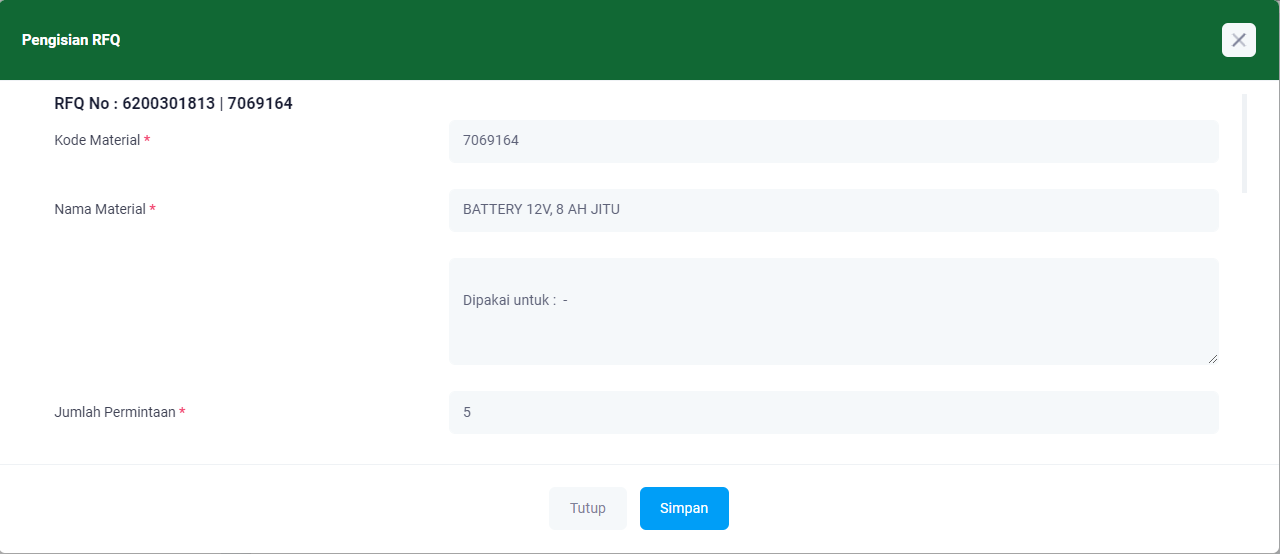 Pengisian RFQ
RFQ No : 6200301813 | 7069164
Kode Material *
7069164
Nama Material *
BATTERY 12V, 8 AH JITU
Dipakai untuk :  -
Jumlah Permintaan *
5
Tutup
Simpan